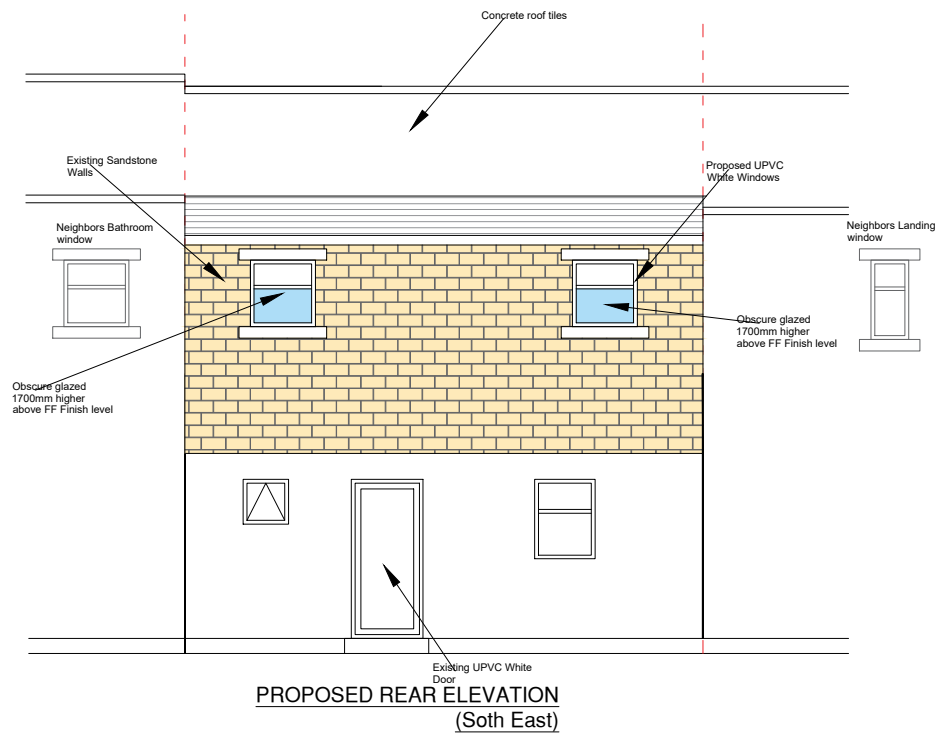 Concrete roof tiles
Existing Sandstone
Walls
Proposed UPVC
White Windows
Neighbors Bathroom
window
Neighbors Landing
window
Obscure glazed
1700mm higher
above FF Finish level
Obscure glazed
1700mm higher
above FF Finish level
Existing UPVC White
Door
PROPOSED REAR ELEVATION
(Soth East)